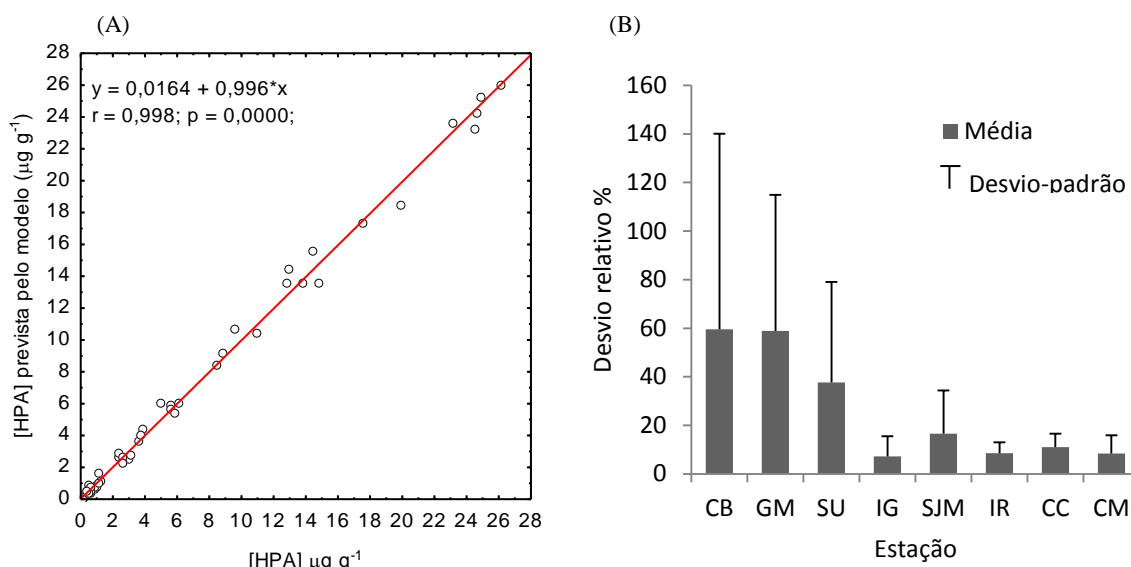 (A)
28
26
24
22
20
18
16
14
12
10
8
6
4
2
0
[HPA] prevista pelo modelo (µg g⁻¹)
y = 0,0164 + 0,996*x
r = 0,998; p = 0,0000;
0 2 4 6 8 10 12 14 16 18 20 22 24 26 28
[HPA] µg g⁻¹
(B)
160
140
120
100
80
60
40
20
0
Desvio relativo %
Média
Desvio-padrão
CB GM SU IG SJM IR CC CM
Estação